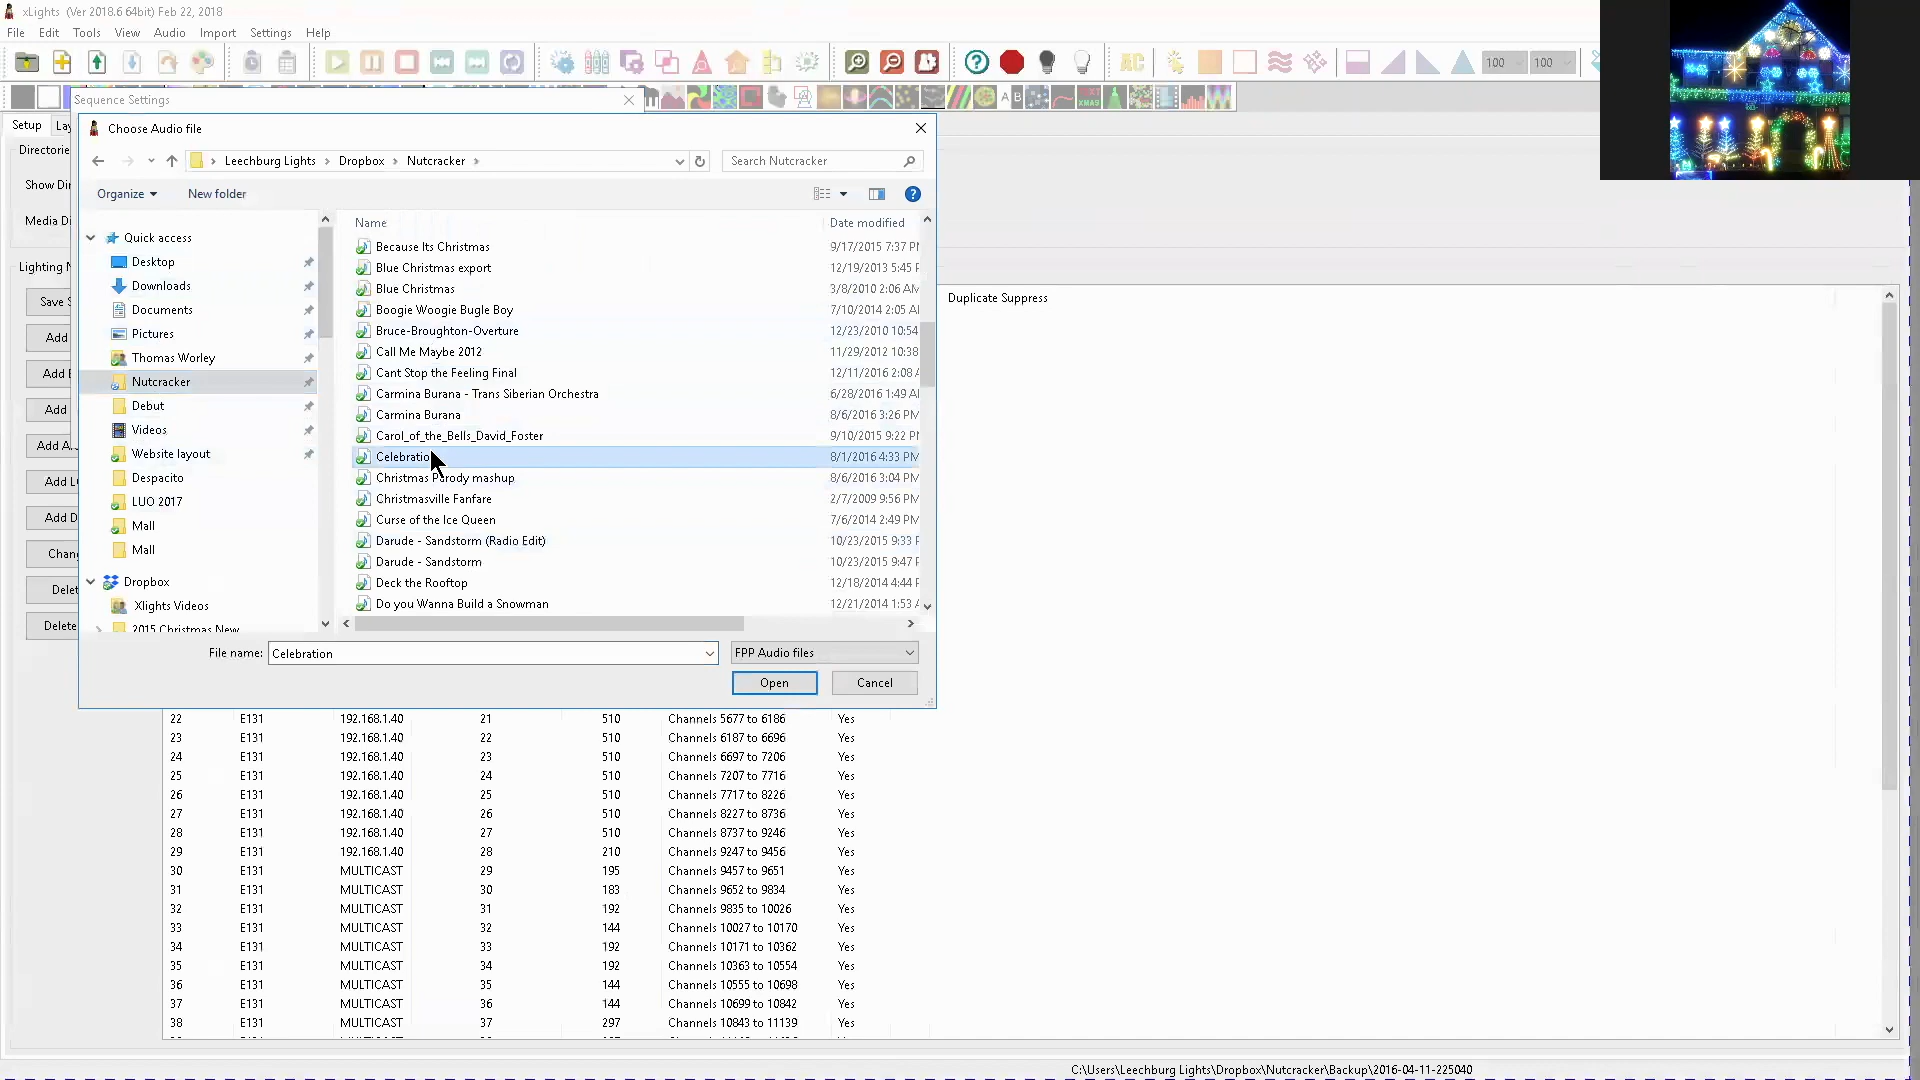 xLights (Ver 2018.6 64bit) Feb 22, 2018
File Edit Tools View Audio Import Settings Help
100 100
Sequence Settings
Setup
Choose Audio file
Leechburg Lights > Dropbox > Nutcracker >
Search Nutcracker
Organize
New folder
Name
Date modified
Quick access
Desktop
Downloads
Documents
Pictures
Thomas Worley
Nutcracker
Debut
Videos
Website layout
Despacito
LUO 2017
Mall
Mall
Dropbox
Xlights Videos
2015 Christmas New
Because Its Christmas 9/17/2015 7:37 P
Blue Christmas export 12/19/2013 5:45
Blue Christmas 3/8/2010 2:06 AM
Boogie Woogie Bugle Boy 7/10/2014 2:05 A
Bruce-Broughton-Overture 12/23/2010 10:54
Call Me Maybe 2012 11/29/2012 10:38
Cant Stop the Feeling Final 12/11/2016 2:08
Carmina Burana - Trans Siberian Orchestra 6/28/2016 1:49 A
Carmina Burana 8/6/2016 3:26 PM
Carol_of_the_Bells_David_Foster 9/10/2015 9:22 P
Celebratio 8/1/2016 4:33 PM
Christmas Parody mashup 8/6/2016 3:04 PM
Christmasville Fanfare 2/7/2009 9:56 PM
Curse of the Ice Queen 7/6/2014 2:49 PM
Darude - Sandstorm (Radio Edit) 10/23/2015 9:33
Darude - Sandstorm 10/23/2015 9:47
Deck the Rooftop 12/18/2014 4:44
Do you Wanna Build a Snowman 12/21/2014 1:53
File name: Celebration
FPP Audio files
Open
Cancel
Directorie
Show Di
Media Di
Lighting N
Save S
Add
Add E
Add
Add A
Add L
Add D
Chang
Delet
Delete
Duplicate Suppress
22 E131 192.168.1.40 21 510 Channels 5677 to 6186 Yes
23 E131 192.168.1.40 22 510 Channels 6187 to 6696 Yes
24 E131 192.168.1.40 23 510 Channels 6697 to 7206 Yes
25 E131 192.168.1.40 24 510 Channels 7207 to 7716 Yes
26 E131 192.168.1.40 25 510 Channels 7717 to 8226 Yes
27 E131 192.168.1.40 26 510 Channels 8227 to 8736 Yes
28 E131 192.168.1.40 27 510 Channels 8737 to 9246 Yes
29 E131 192.168.1.40 28 210 Channels 9247 to 9456 Yes
30 E131 MULTICAST 29 195 Channels 9457 to 9651 Yes
31 E131 MULTICAST 30 183 Channels 9652 to 9834 Yes
32 E131 MULTICAST 31 192 Channels 9835 to 10026 Yes
33 E131 MULTICAST 32 144 Channels 10027 to 10170 Yes
34 E131 MULTICAST 33 192 Channels 10171 to 10362 Yes
35 E131 MULTICAST 34 192 Channels 10363 to 10554 Yes
36 E131 MULTICAST 35 144 Channels 10555 to 10698 Yes
37 E131 MULTICAST 36 144 Channels 10699 to 10842 Yes
38 E131 MULTICAST 37 297 Channels 10843 to 11139 Yes
C:\Users\Leechburg Lights\Dropbox\Nutcracker\Backup\2016-04-11-225040